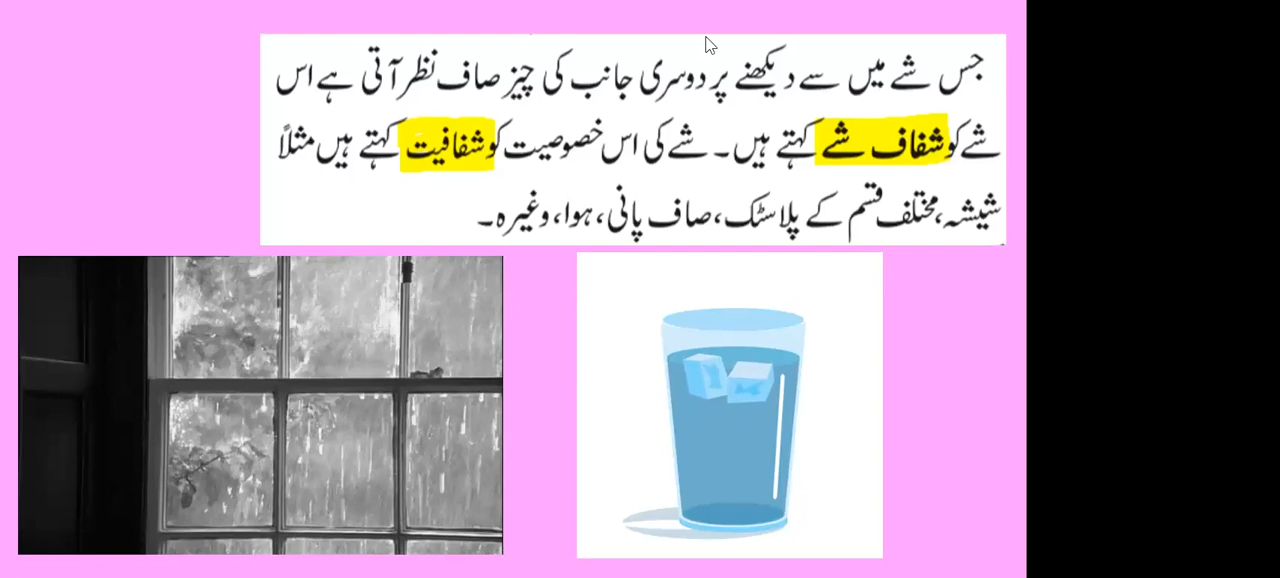 جس شے میں سے دیکھنے پر دوسری جانب کی چیز صاف نظر آتی ہے اس
شے کو شفاف شے کہتے ہیں۔ شے کی اس خصوصیت کو شفافیت کہتے ہیں مثلاً
شیشہ، مختلف قسم کے پلاسٹک، صاف پانی، ہوا، وغیرہ۔